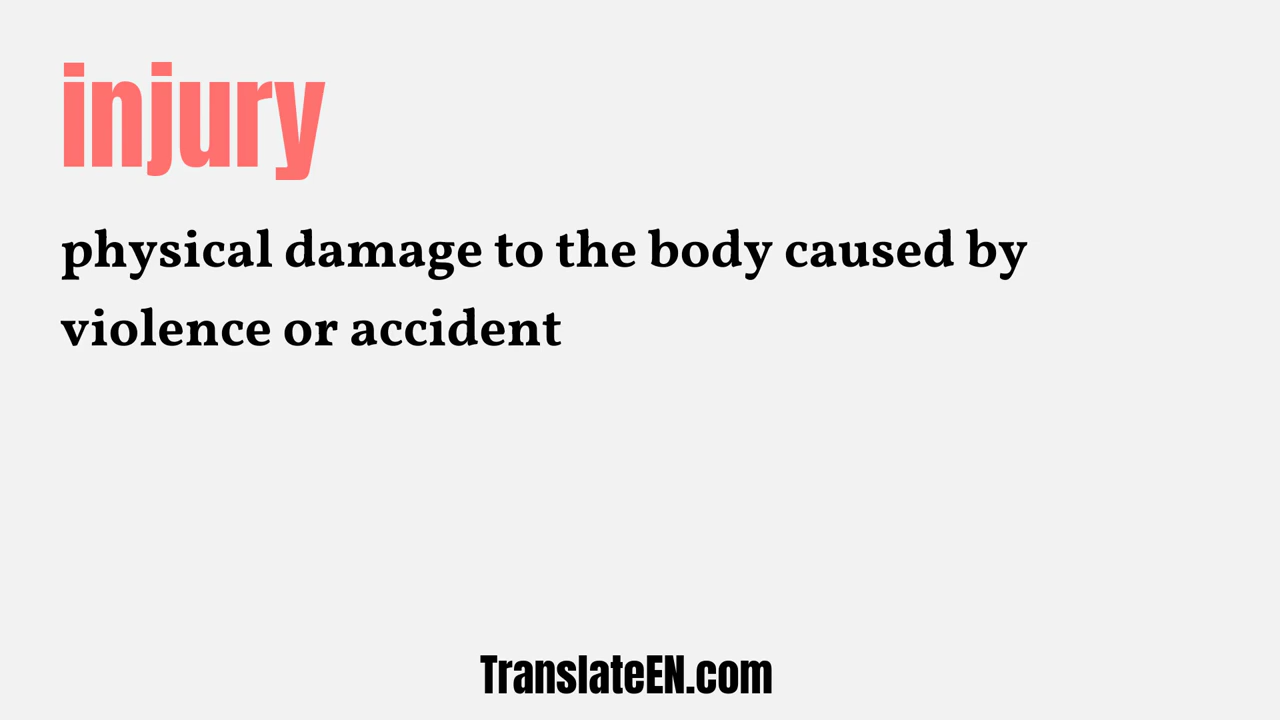 injury
physical damage to the body caused by
violence or accident
TranslateEN.com